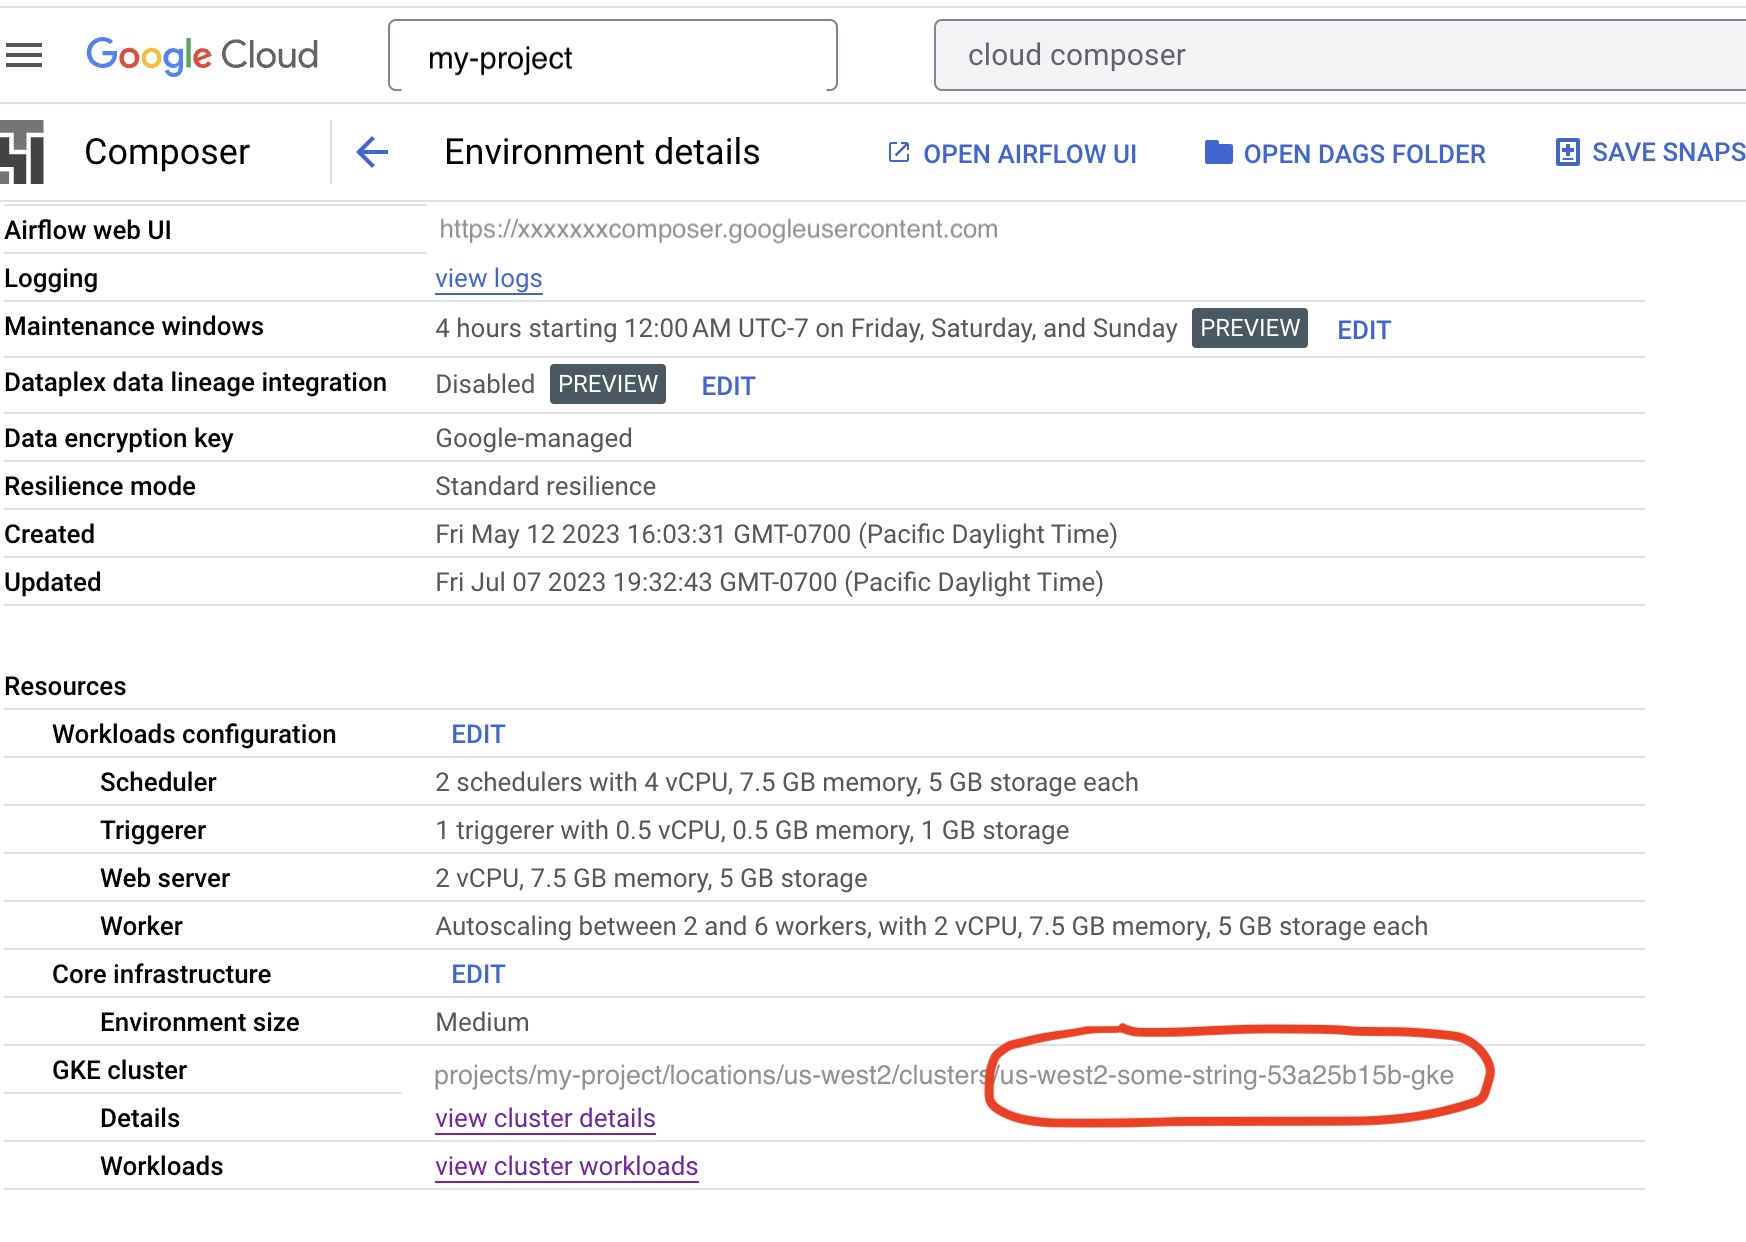 Google Cloud my-project cloud composer
Composer Environment details OPEN AIRFLOW UI OPEN DAGS FOLDER SAVE SNAPS
Airflow web UI https://xxxxxxxcomposer.googleusercontent.com
Logging view logs
Maintenance windows 4 hours starting 12:00 AM UTC-7 on Friday, Saturday, and Sunday PREVIEW EDIT
Dataplex data lineage integration Disabled PREVIEW EDIT
Data encryption key Google-managed
Resilience mode Standard resilience
Created Fri May 12 2023 16:03:31 GMT-0700 (Pacific Daylight Time)
Updated Fri Jul 07 2023 19:32:43 GMT-0700 (Pacific Daylight Time)
Resources
Workloads configuration EDIT
Scheduler 2 schedulers with 4 vCPU, 7.5 GB memory, 5 GB storage each
Triggerer 1 triggerer with 0.5 vCPU, 0.5 GB memory, 1 GB storage
Web server 2 vCPU, 7.5 GB memory, 5 GB storage
Worker Autoscaling between 2 and 6 workers, with 2 vCPU, 7.5 GB memory, 5 GB storage each
Core infrastructure EDIT
Environment size Medium
GKE cluster projects/my-project/locations/us-west2/clusters/us-west2-some-string-53a25b15b-gke
Details view cluster details
Workloads view cluster workloads